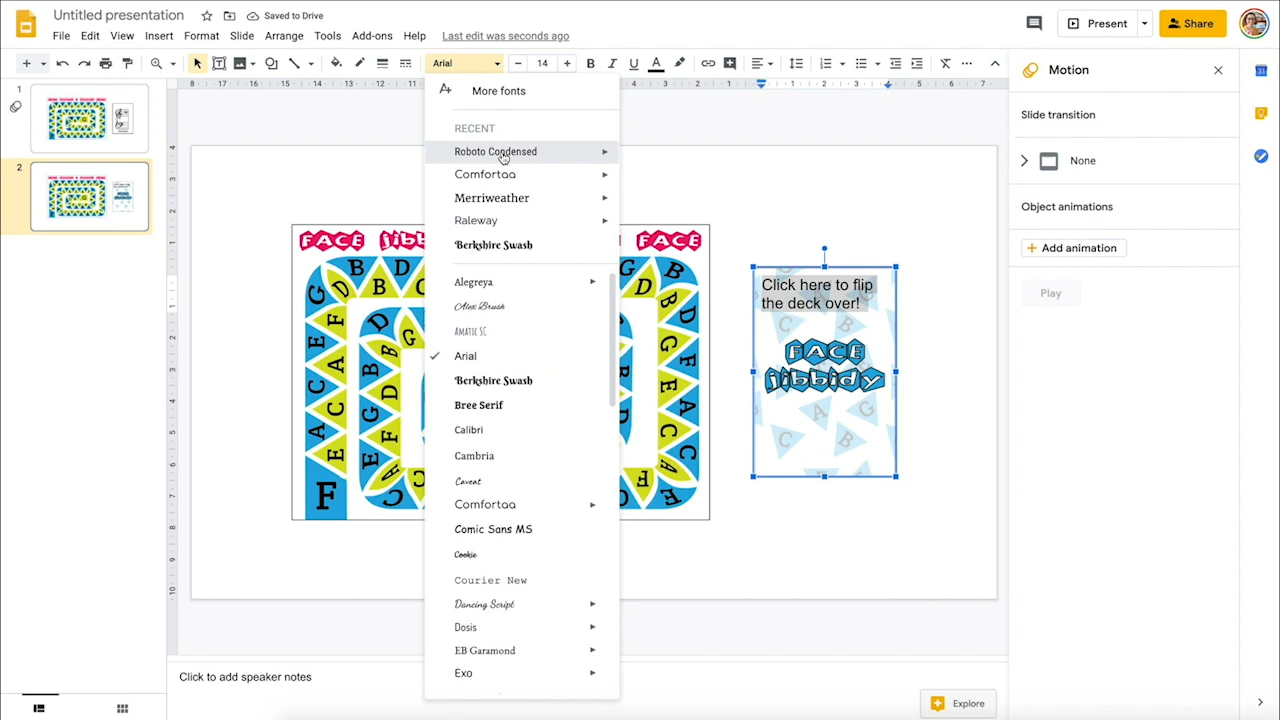 Untitled presentation
Saved to Drive
File Edit View Insert Format Slide Arrange Tools Add-ons Help Last edit was seconds ago
Present
Share
Arial
14
B I U A
More fonts
RECENT
Roboto Condensed
Comfortaa
Merriweather
Raleway
Berkshire Swash
Alegreya
Alex Brush
AMATIC SC
Arial
Berkshire Swash
Bree Serif
Calibri
Cambria
Caveat
Comfortaa
Comic Sans MS
Cookie
Courier New
Dancing Script
Dosis
EB Garamond
Exo
1
2
FACE
FACE
Click here to flip
the deck over!
FACE
jibbidy
F
Motion
Slide transition
None
Object animations
Add animation
Play
Click to add speaker notes
Explore